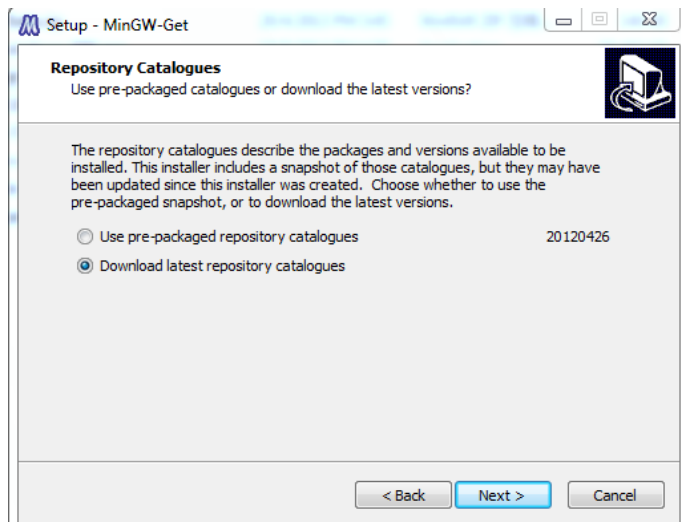 Setup - MinGW-Get
Repository Catalogues
Use pre-packaged catalogues or download the latest versions?
The repository catalogues describe the packages and versions available to be
installed. This installer includes a snapshot of those catalogues, but they may have
been updated since this installer was created.  Choose whether to use the
pre-packaged snapshot, or to download the latest versions.
Use pre-packaged repository catalogues 20120426
Download latest repository catalogues
< Back Next > Cancel